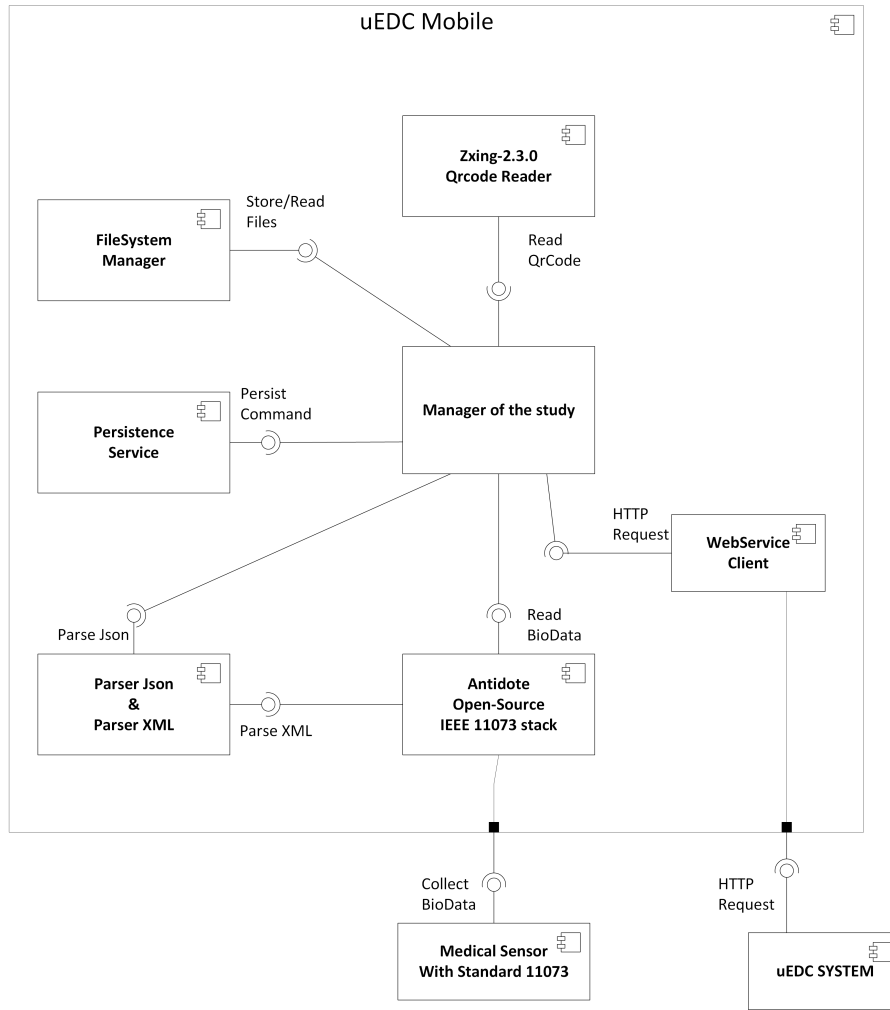 uEDC Mobile
Zxing-2.3.0
Qrcode Reader
Store/Read
Files
FileSystem
Manager
Read
QrCode
Persist
Command
Manager of the study
Persistence
Service
HTTP
Request
WebService
Client
Parse Json
Read
BioData
Parser Json
&
Parser XML
Antidote
Open-Source
IEEE 11073 stack
Parse XML
Collect
BioData
HTTP
Request
Medical Sensor
With Standard 11073
uEDC SYSTEM